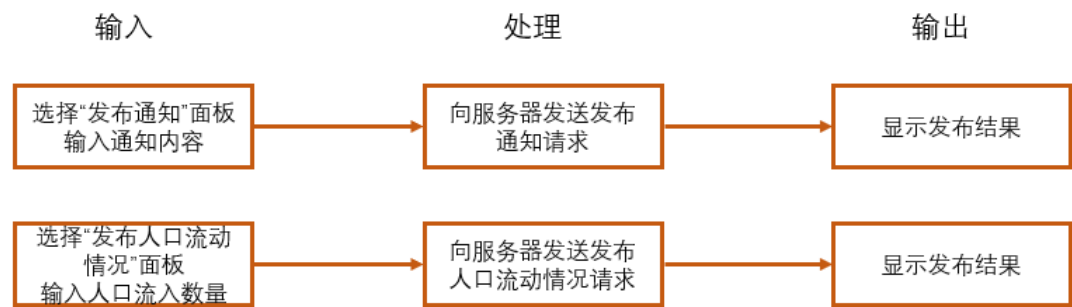 输入
处理
输出
选择“发布通知”面板
输入通知内容
向服务器发送发布
通知请求
显示发布结果
选择“发布人口流动
情况”面板
输入人口流入数量
向服务器发送发布
人口流动情况请求
显示发布结果